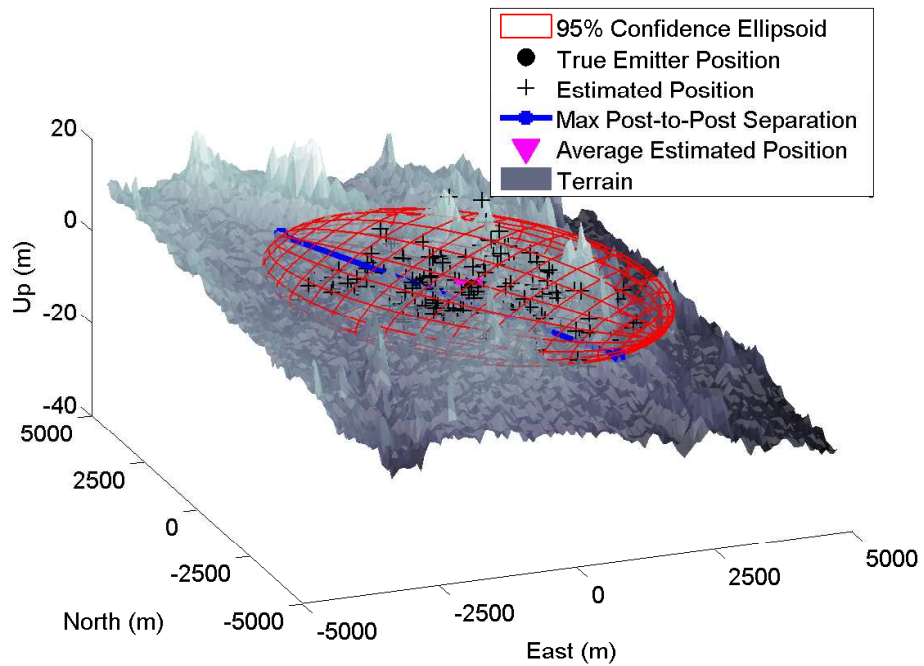 95% Confidence Ellipsoid
True Emitter Position
Estimated Position
Max Post-to-Post Separation
Average Estimated Position
Terrain
20
0
-20
-40
Up (m)
5000
2500
0
-2500
-5000
North (m)
-5000
-2500
0
2500
5000
East (m)